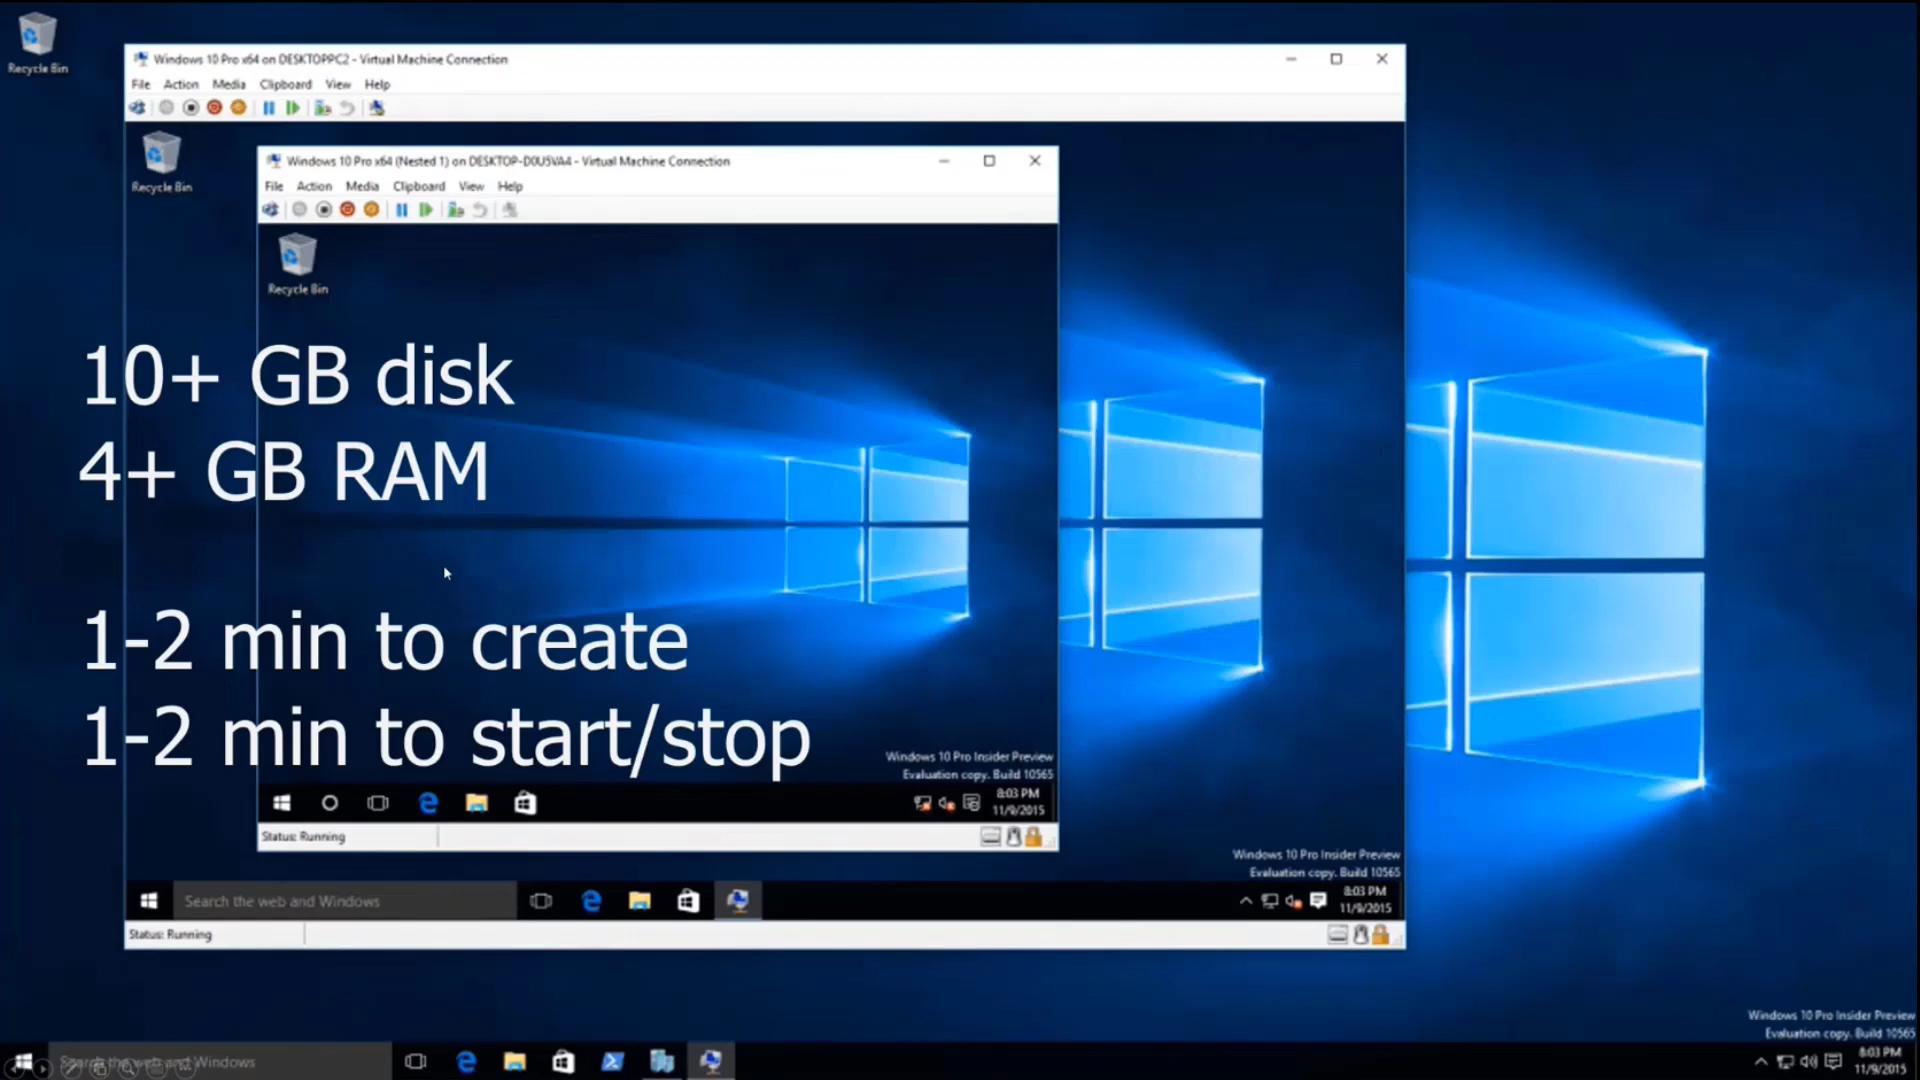 Recycle Bin
Windows 10 Pro x64 on DESKTOPPC2 - Virtual Machine Connection
File Action Media Clipboard View Help
Recycle Bin
Windows 10 Pro x64 (Nested 1) on DESKTOP-D0U5VA4 - Virtual Machine Connection
File Action Media Clipboard View Help
Recycle Bin
10+ GB disk
4+ GB RAM
1-2 min to create
1-2 min to start/stop
Windows 10 Pro Insider Preview
Evaluation copy. Build 10565
8:03 PM
11/9/2015
Status: Running
Windows 10 Pro Insider Preview
Evaluation copy. Build 10565
Search the web and Windows
8:03 PM
11/9/2015
Status: Running
Windows 10 Pro Insider Preview
Evaluation copy. Build 10565
Search the web and Windows
8:03 PM
11/9/2015